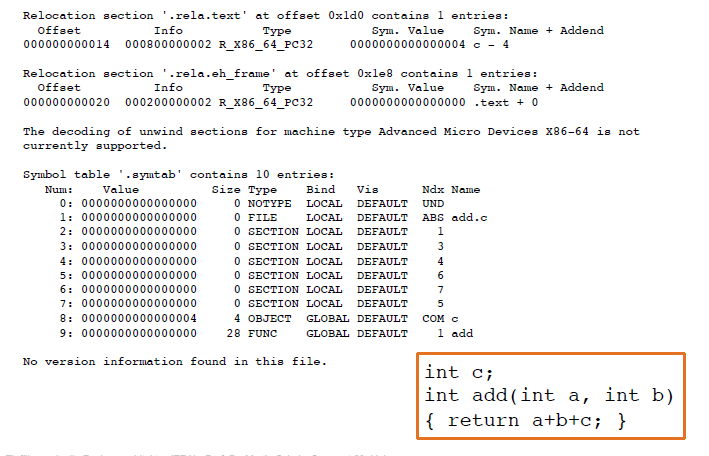 Relocation section '.rela.text' at offset 0x1d0 contains 1 entries:
Offset Info Type Sym. Value Sym. Name + Addend
000000000014 000800000002 R_X86_64_PC32 0000000000000004 c - 4
Relocation section '.rela.eh_frame' at offset 0x1e8 contains 1 entries:
Offset Info Type Sym. Value Sym. Name + Addend
000000000020 000200000002 R_X86_64_PC32 0000000000000000 .text + 0
The decoding of unwind sections for machine type Advanced Micro Devices X86-64 is not
currently supported.
Symbol table '.symtab' contains 10 entries:
Num: Value Size Type Bind Vis Ndx Name
0: 0000000000000000 0 NOTYPE LOCAL DEFAULT UND
1: 0000000000000000 0 FILE LOCAL DEFAULT ABS add.c
2: 0000000000000000 0 SECTION LOCAL DEFAULT 1
3: 0000000000000000 0 SECTION LOCAL DEFAULT 3
4: 0000000000000000 0 SECTION LOCAL DEFAULT 4
5: 0000000000000000 0 SECTION LOCAL DEFAULT 6
6: 0000000000000000 0 SECTION LOCAL DEFAULT 7
7: 0000000000000000 0 SECTION LOCAL DEFAULT 5
8: 0000000000000004 4 OBJECT GLOBAL DEFAULT COM c
9: 0000000000000000 28 FUNC GLOBAL DEFAULT 1 add
No version information found in this file.
int c;
int add(int a, int b)
{ return a+b+c; }